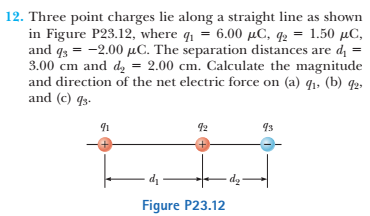 12. Three point charges lie along a straight line as shown
in Figure P23.12, where q₁ = 6.00 μC, q₂ = 1.50 μC,
and q₃ = −2.00 μC. The separation distances are d₁ =
3.00 cm and d₂ = 2.00 cm. Calculate the magnitude
and direction of the net electric force on (a) q₁, (b) q₂,
and (c) q₃.
q₁ q₂ q₃
+ + −
d₁ d₂
Figure P23.12